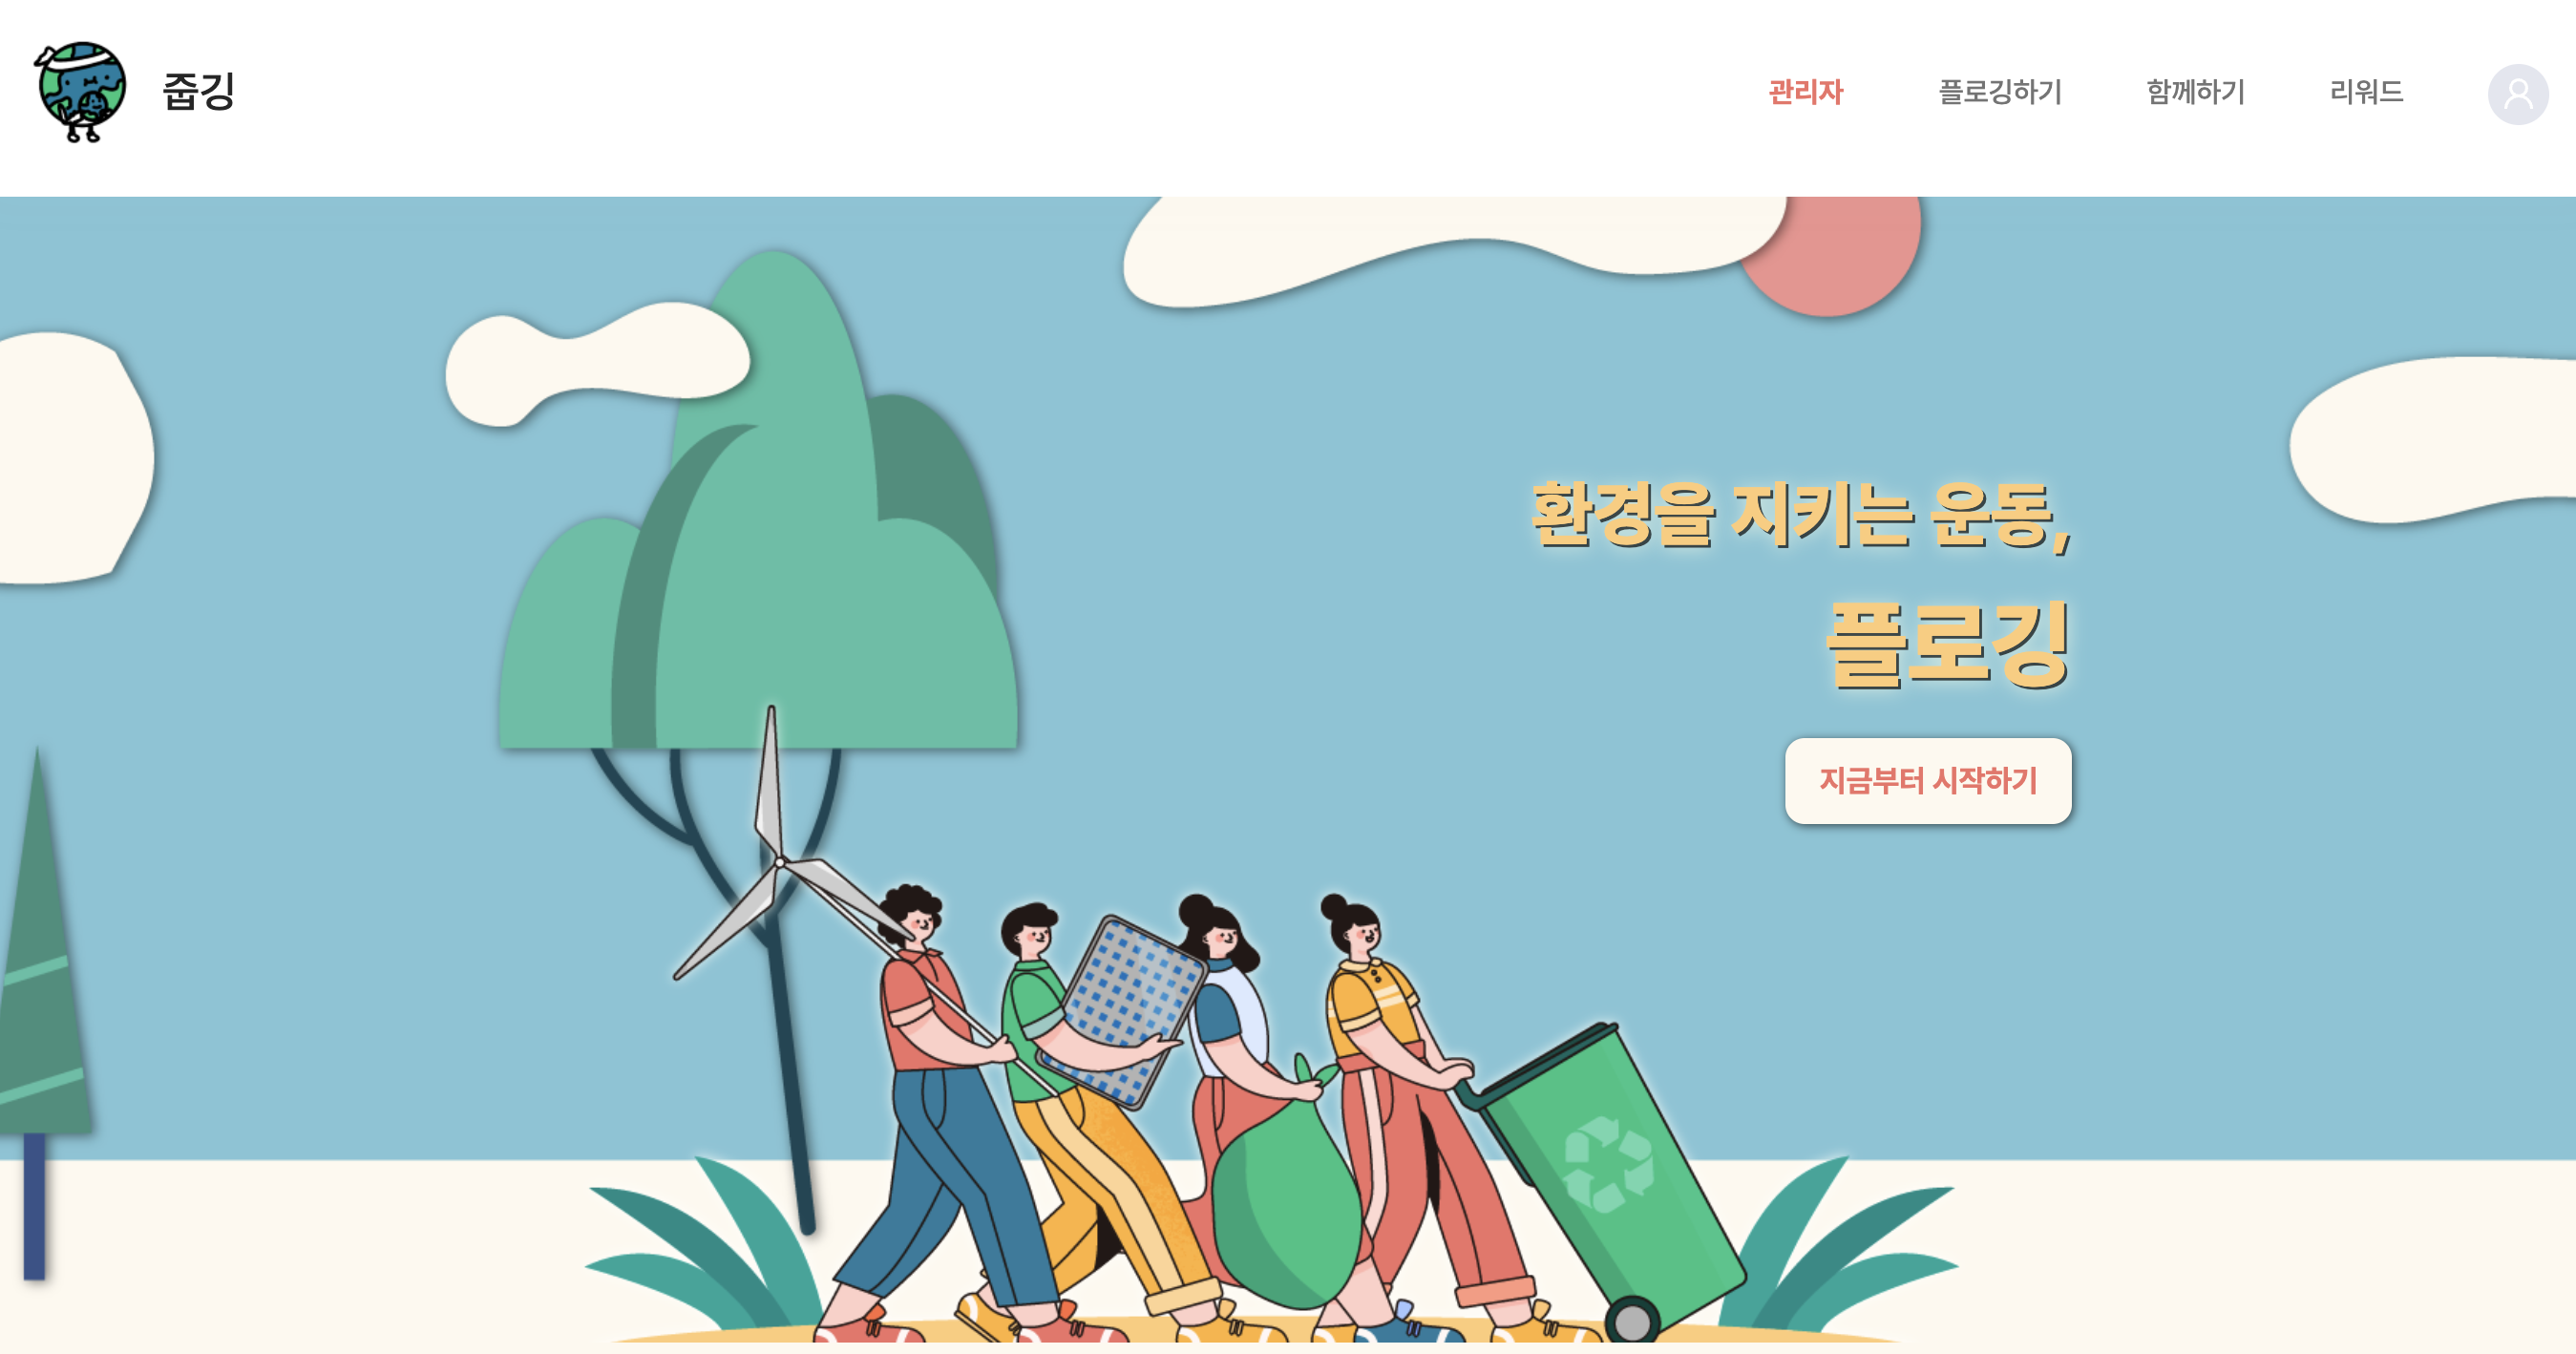 줍깅
관리자 플로깅하기 함께하기 리워드
환경을 지키는 운동,
플로깅
지금부터 시작하기